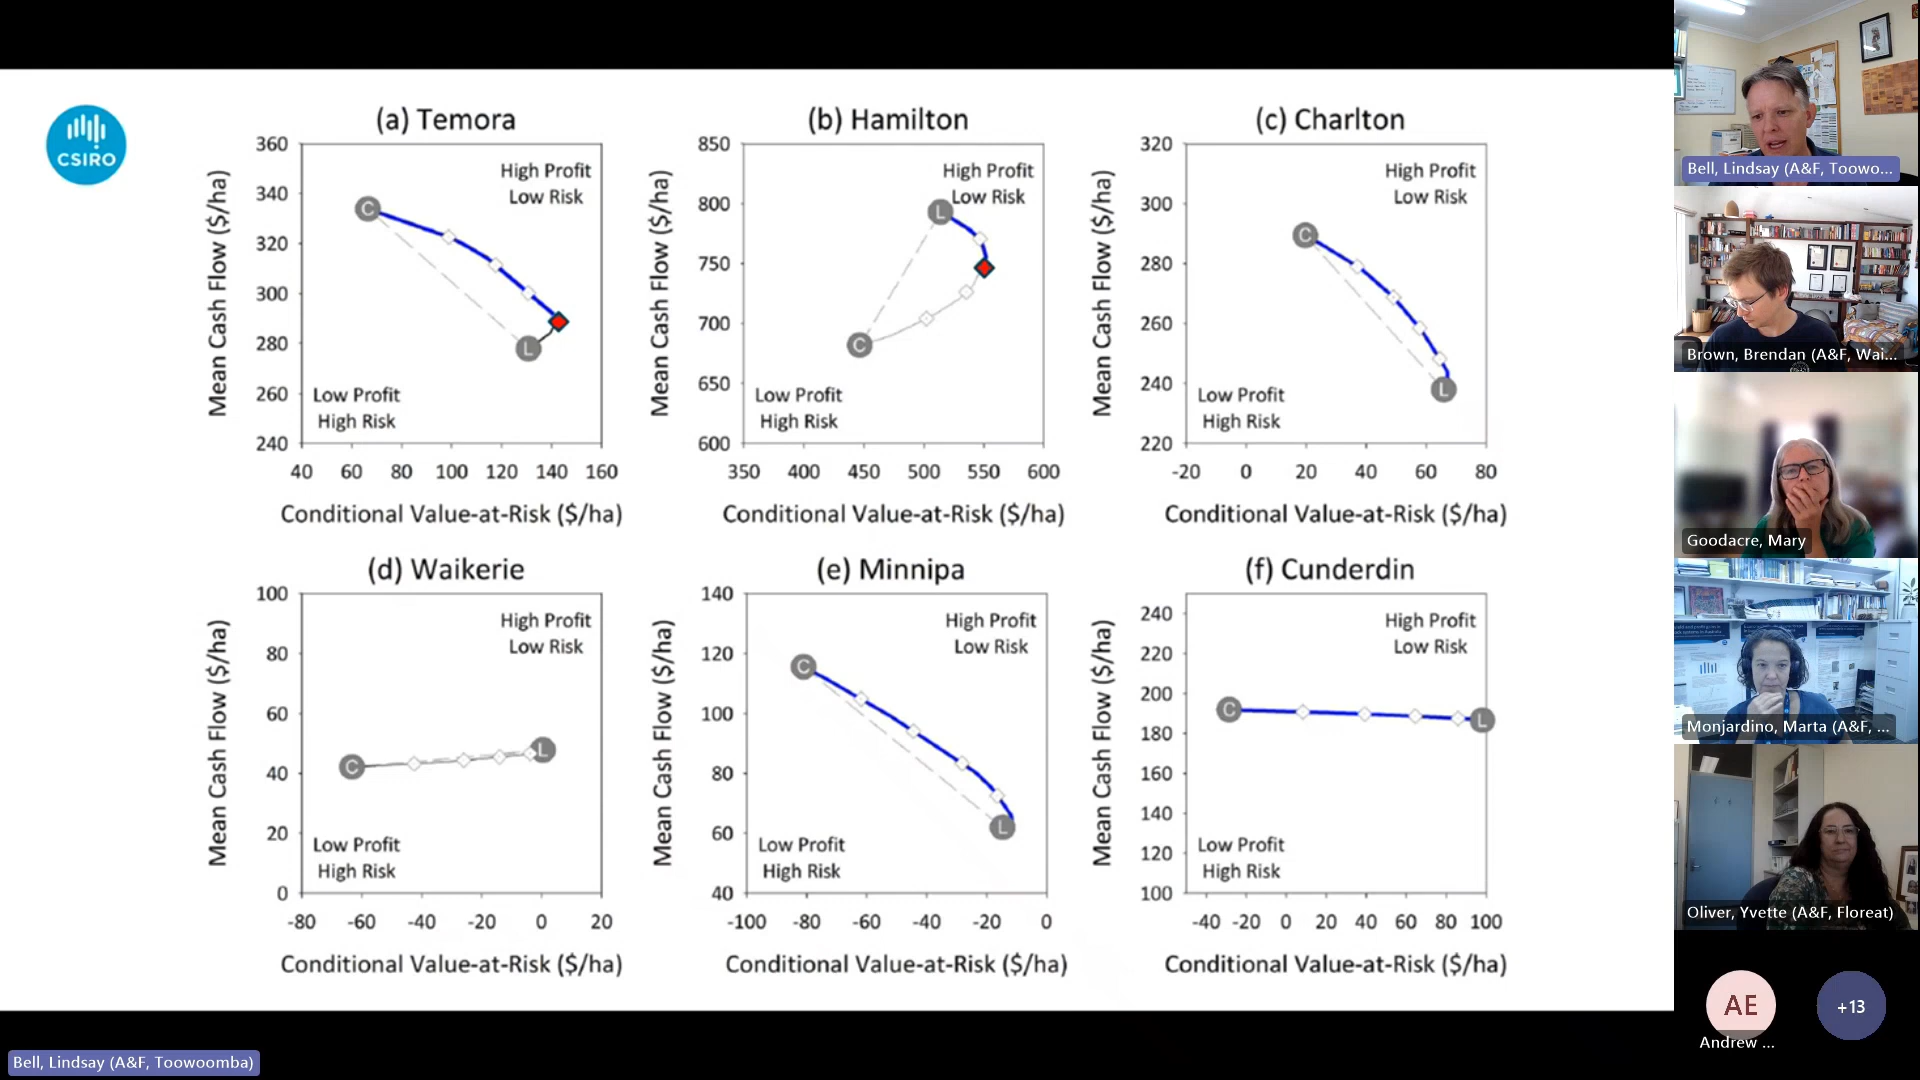 CSIRO
(a) Temora
Mean Cash Flow ($/ha)
360
340
320
300
280
260
240
High Profit
Low Risk
C
L
Low Profit
High Risk
40 60 80 100 120 140 160
Conditional Value-at-Risk ($/ha)
(b) Hamilton
Mean Cash Flow ($/ha)
850
800
750
700
650
600
High Profit
Low Risk
L
C
Low Profit
High Risk
350 400 450 500 550 600
Conditional Value-at-Risk ($/ha)
(c) Charlton
Mean Cash Flow ($/ha)
320
300
280
260
240
220
High Profit
Low Risk
C
L
Low Profit
High Risk
-20 0 20 40 60 80
Conditional Value-at-Risk ($/ha)
(d) Waikerie
Mean Cash Flow ($/ha)
100
80
60
40
20
0
High Profit
Low Risk
C
L
Low Profit
High Risk
-80 -60 -40 -20 0 20
Conditional Value-at-Risk ($/ha)
(e) Minnipa
Mean Cash Flow ($/ha)
140
120
100
80
60
40
High Profit
Low Risk
C
L
Low Profit
High Risk
-100 -80 -60 -40 -20 0
Conditional Value-at-Risk ($/ha)
(f) Cunderdin
Mean Cash Flow ($/ha)
240
220
200
180
160
140
120
100
High Profit
Low Risk
C
L
Low Profit
High Risk
-40 -20 0 20 40 60 80 100
Conditional Value-at-Risk ($/ha)
Bell, Lindsay (A&F, Toowo...
Brown, Brendan (A&F, Wai...
Goodacre, Mary
Monjardino, Marta (A&F, ...
Oliver, Yvette (A&F, Floreat)
AE
+13
Andrew ...
Bell, Lindsay (A&F, Toowoomba)